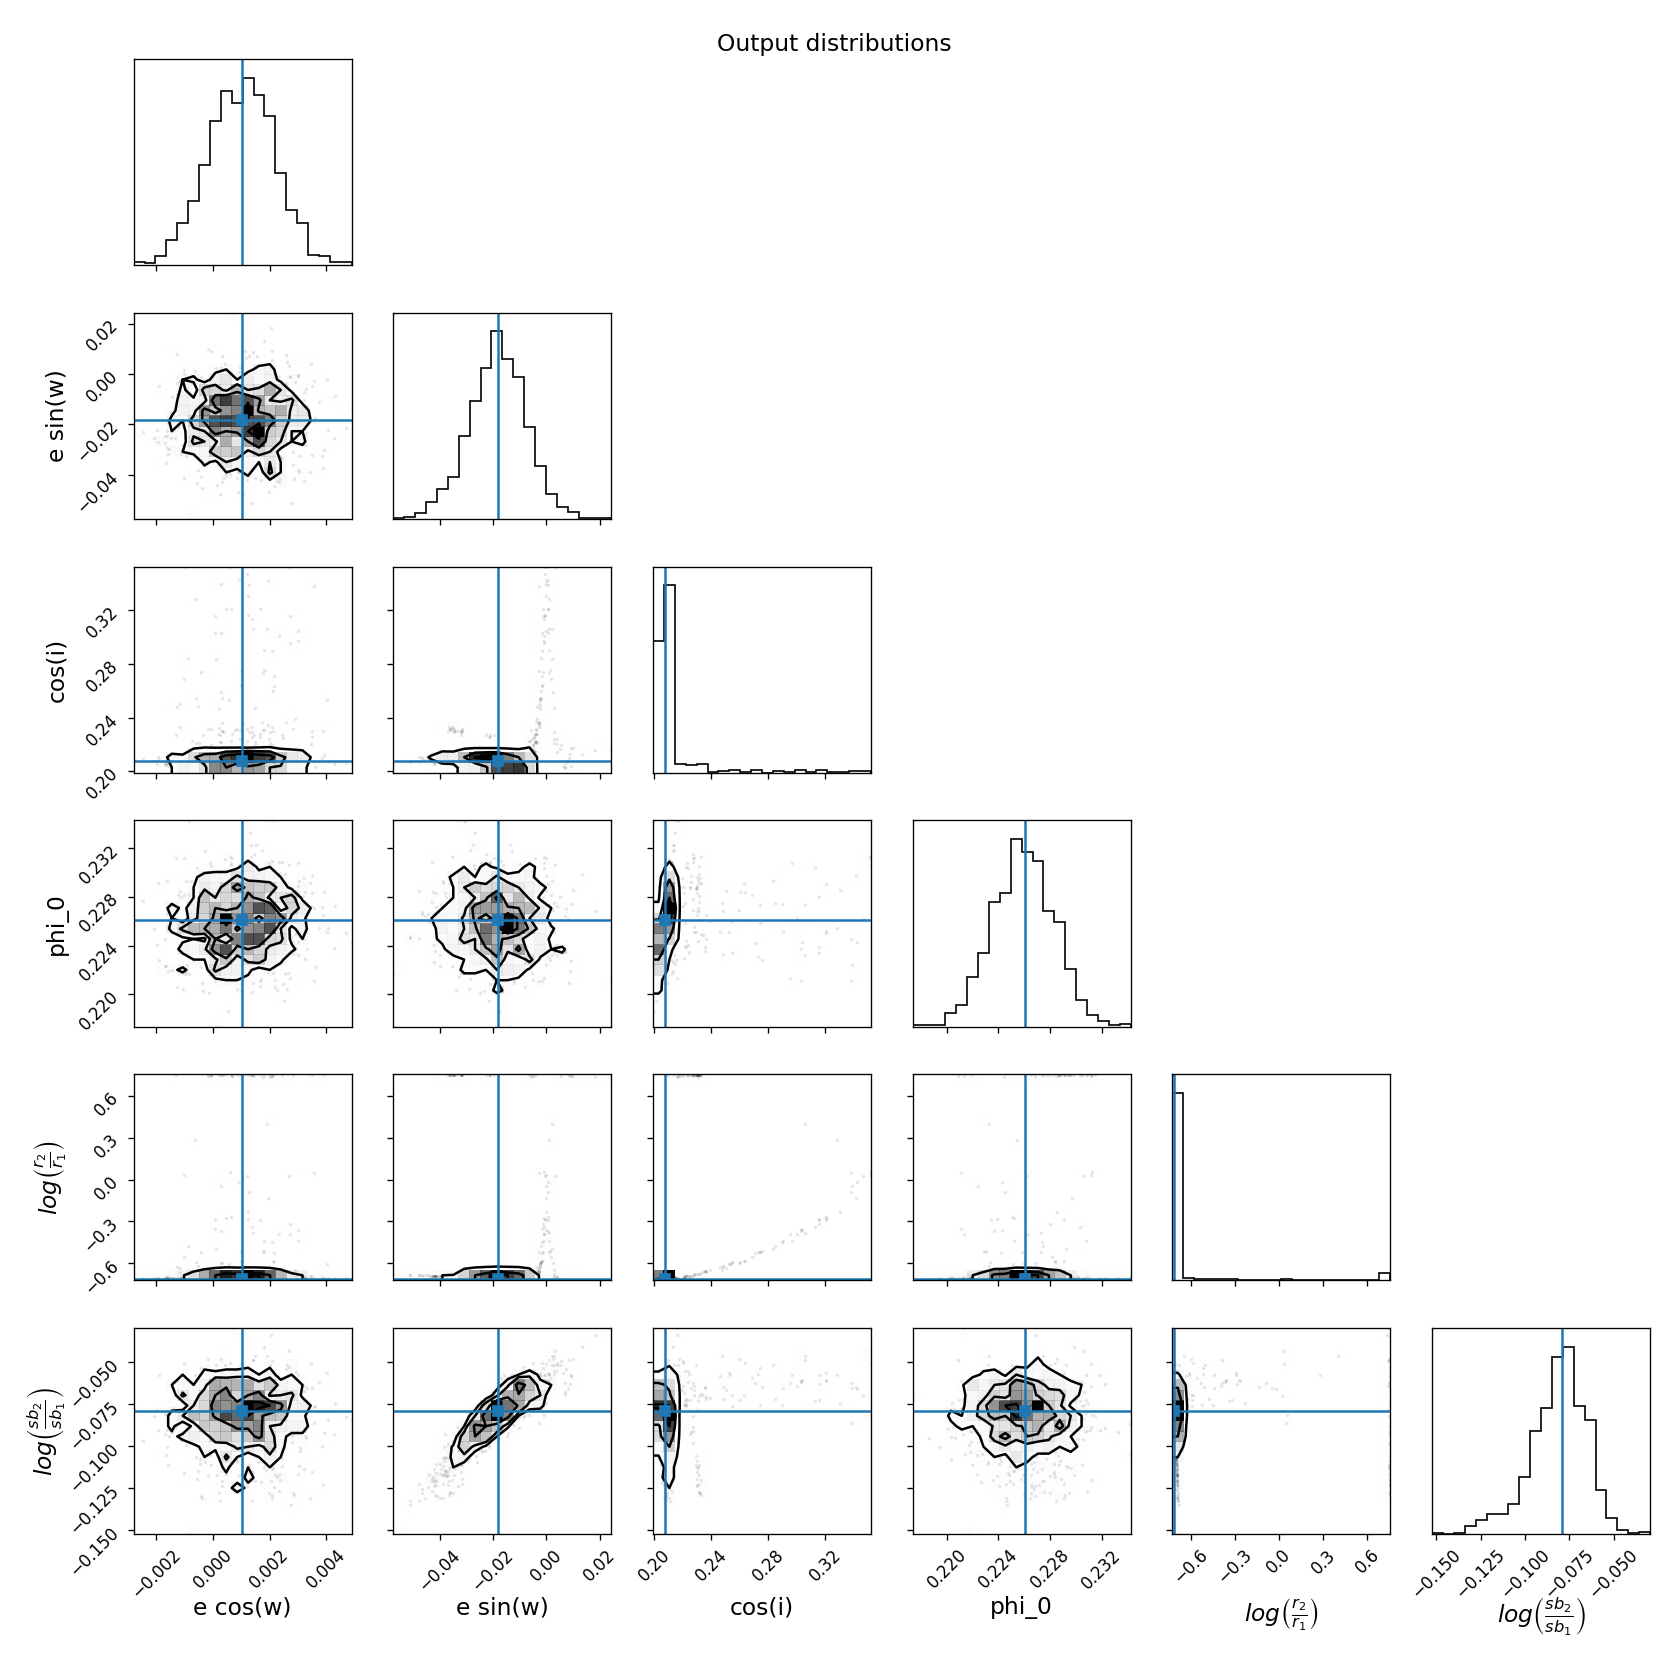 Output distributions
0.02
0.00
−0.02
−0.04
e sin(w)
0.32
0.28
0.24
0.20
cos(i)
0.232
0.228
0.224
0.220
phi_0
0.6
0.3
0.0
−0.3
−0.6
log(r₂/r₁)
−0.050
−0.075
−0.100
−0.125
−0.150
log(sb₂/sb₁)
−0.002 0.000 0.002 0.004 −0.04 −0.02 0.00 0.02 0.20 0.24 0.28 0.32 0.220 0.224 0.228 0.232 −0.6 −0.3 0.0 0.3 0.6 −0.150 −0.125 −0.100 −0.075 −0.050
e cos(w) e sin(w) cos(i) phi_0 log(r₂/r₁) log(sb₂/sb₁)